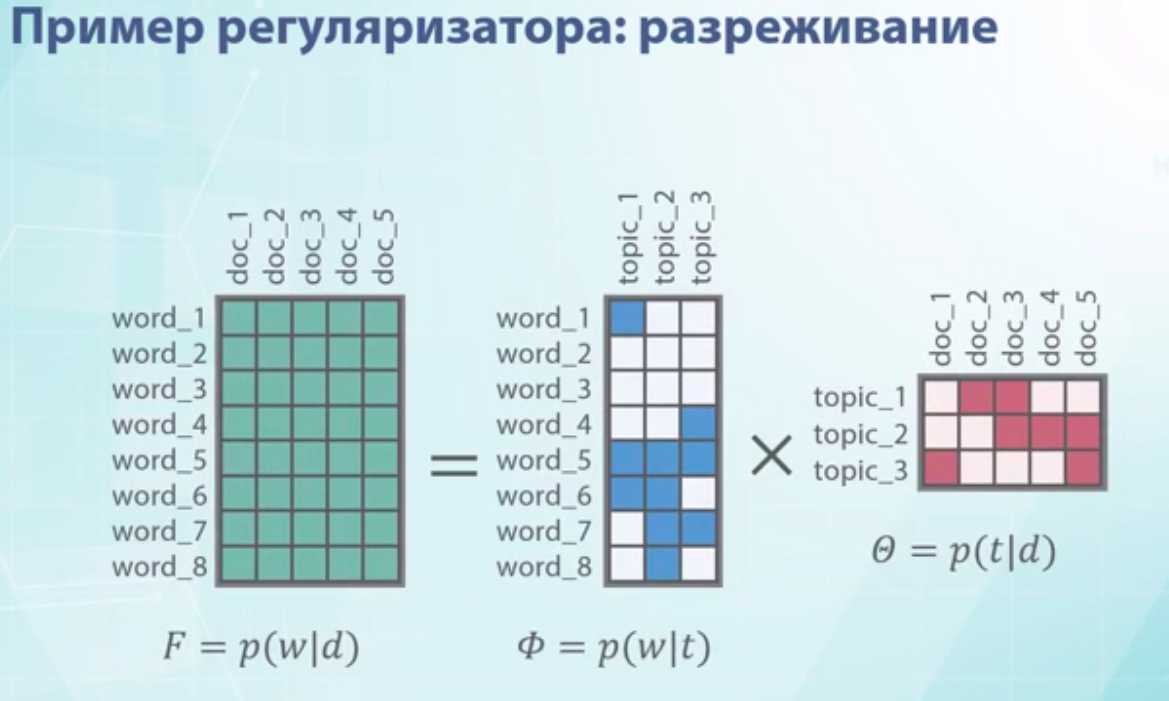 Пример регуляризатора: разреживание
doc_1 doc_2 doc_3 doc_4 doc_5
word_1
word_2
word_3
word_4
word_5
word_6
word_7
word_8
F = p(w|d)
=
topic_1 topic_2 topic_3
word_1
word_2
word_3
word_4
word_5
word_6
word_7
word_8
Φ = p(w|t)
×
doc_1 doc_2 doc_3 doc_4 doc_5
topic_1
topic_2
topic_3
Θ = p(t|d)